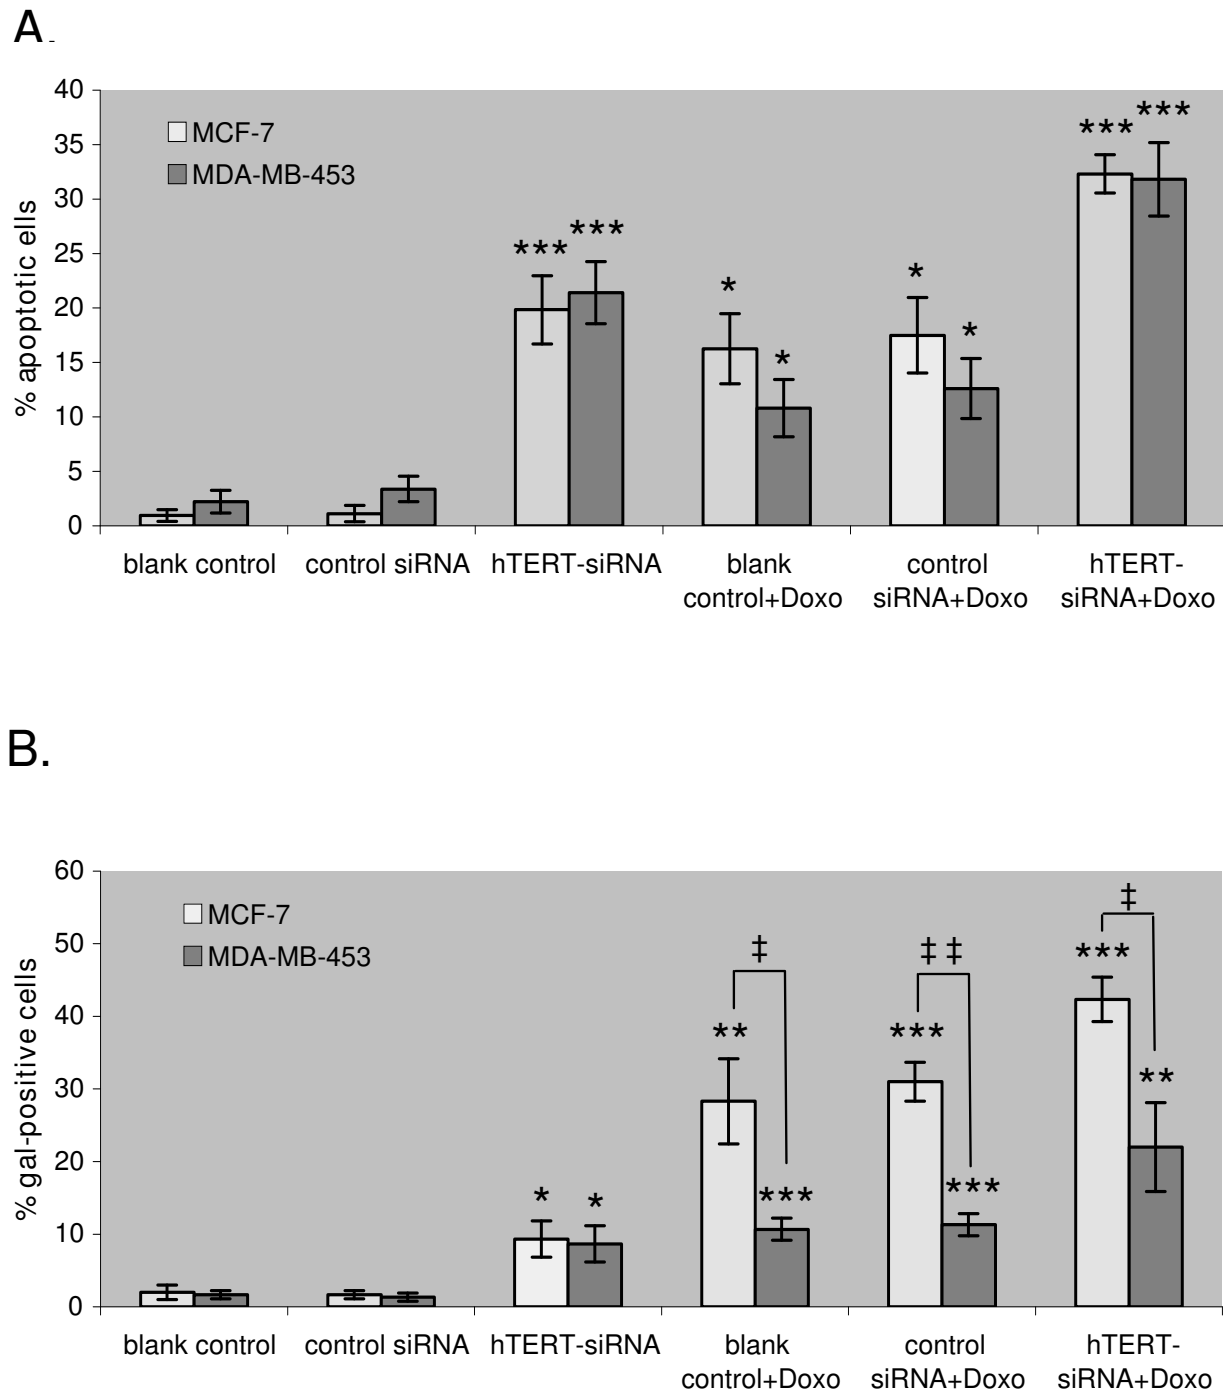 A.
40
35
30
25
20
15
10
5
0
% apoptotic ells
MCF-7
MDA-MB-453
*** ***
*** ***
* *
* *
blank control control siRNA hTERT-siRNA blank control siRNA+Doxo hTERT-
control+Doxo siRNA+Doxo siRNA+Doxo
B.
60
50
40
30
20
10
0
% gal-positive cells
MCF-7
MDA-MB-453
‡ ‡ ‡ ‡
** *** ***
* * *** *** **
blank control control siRNA hTERT-siRNA blank control hTERT-
control+Doxo siRNA+Doxo siRNA+Doxo